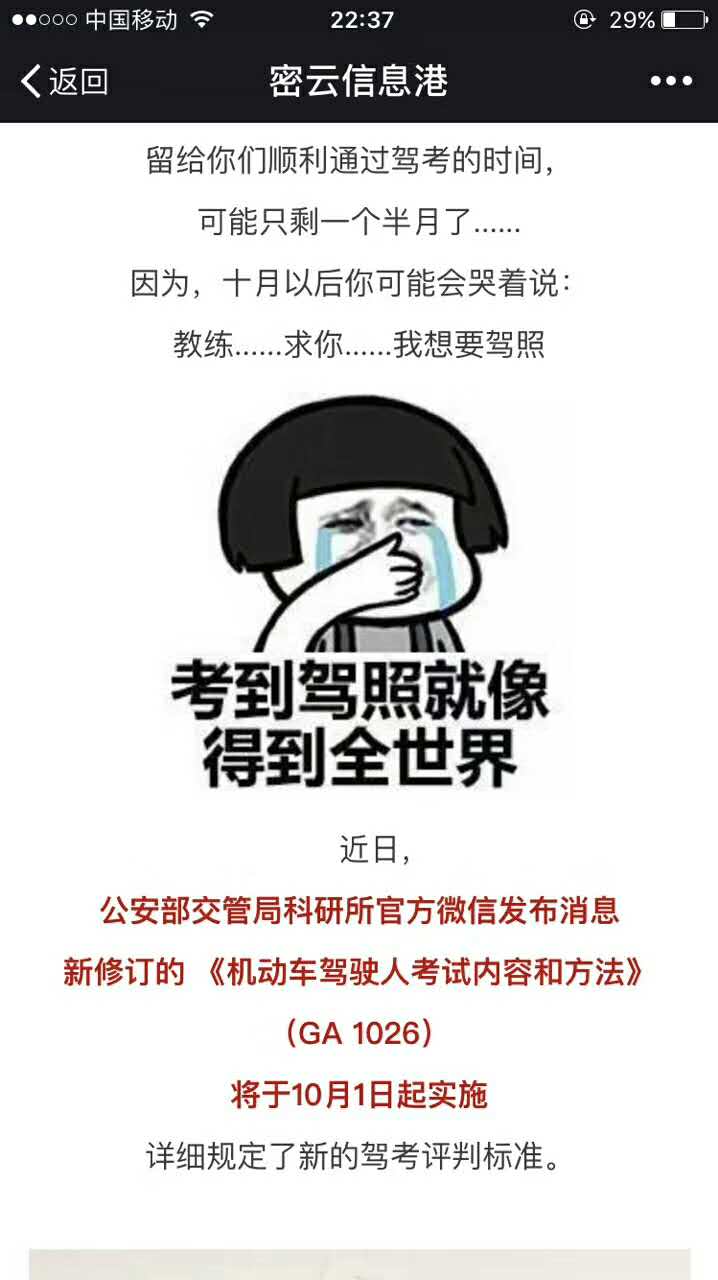 中国移动 22:37 29%
返回 密云信息港
留给你们顺利通过驾考的时间，
可能只剩一个半月了......
因为，十月以后你可能会哭着说：
教练......求你......我想要驾照
考到驾照就像
得到全世界
近日，
公安部交管局科研所官方微信发布消息
新修订的 《机动车驾驶人考试内容和方法》
（GA 1026）
将于10月1日起实施
详细规定了新的驾考评判标准。